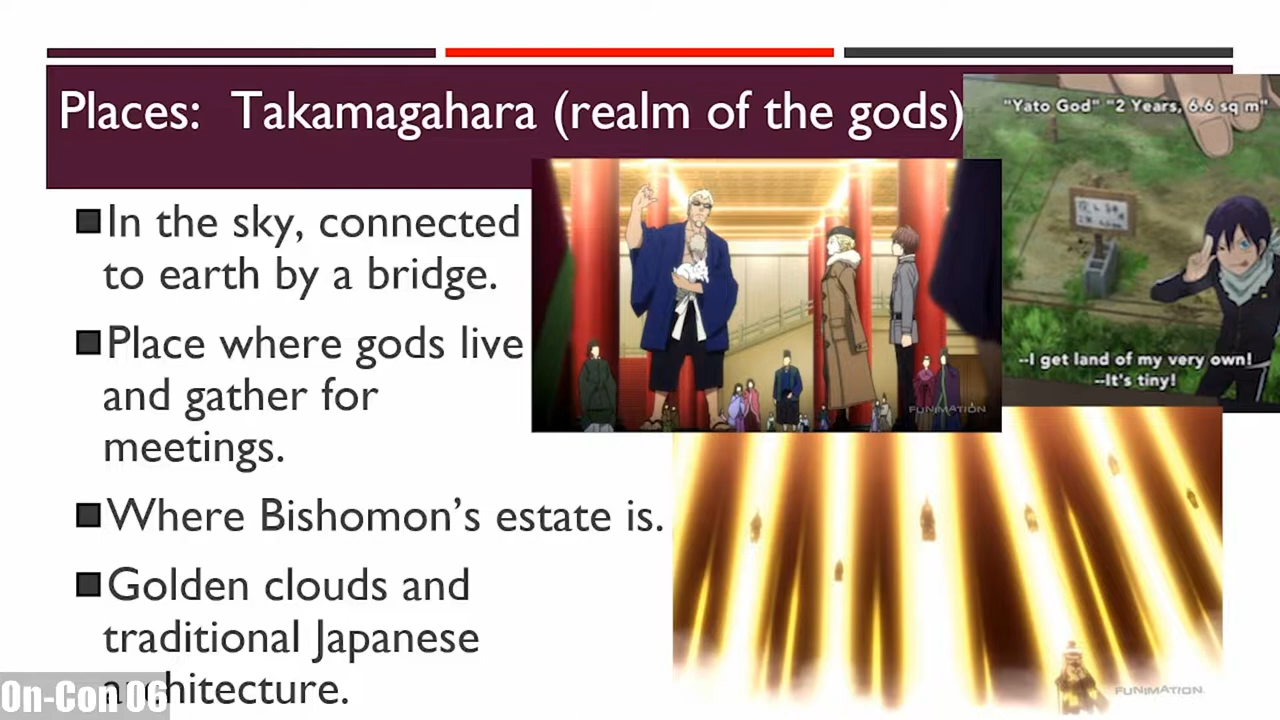 Places: Takamagahara (realm of the gods)
"Yato God" "2 Years, 6.6 sq m"
In the sky, connected
to earth by a bridge.
Place where gods live
and gather for
meetings.
FUNIMATION
--I get land of my very own!
--It's tiny!
Where Bishomon's estate is.
Golden clouds and
traditional Japanese
architecture.
FUNIMATION
On-Con 06